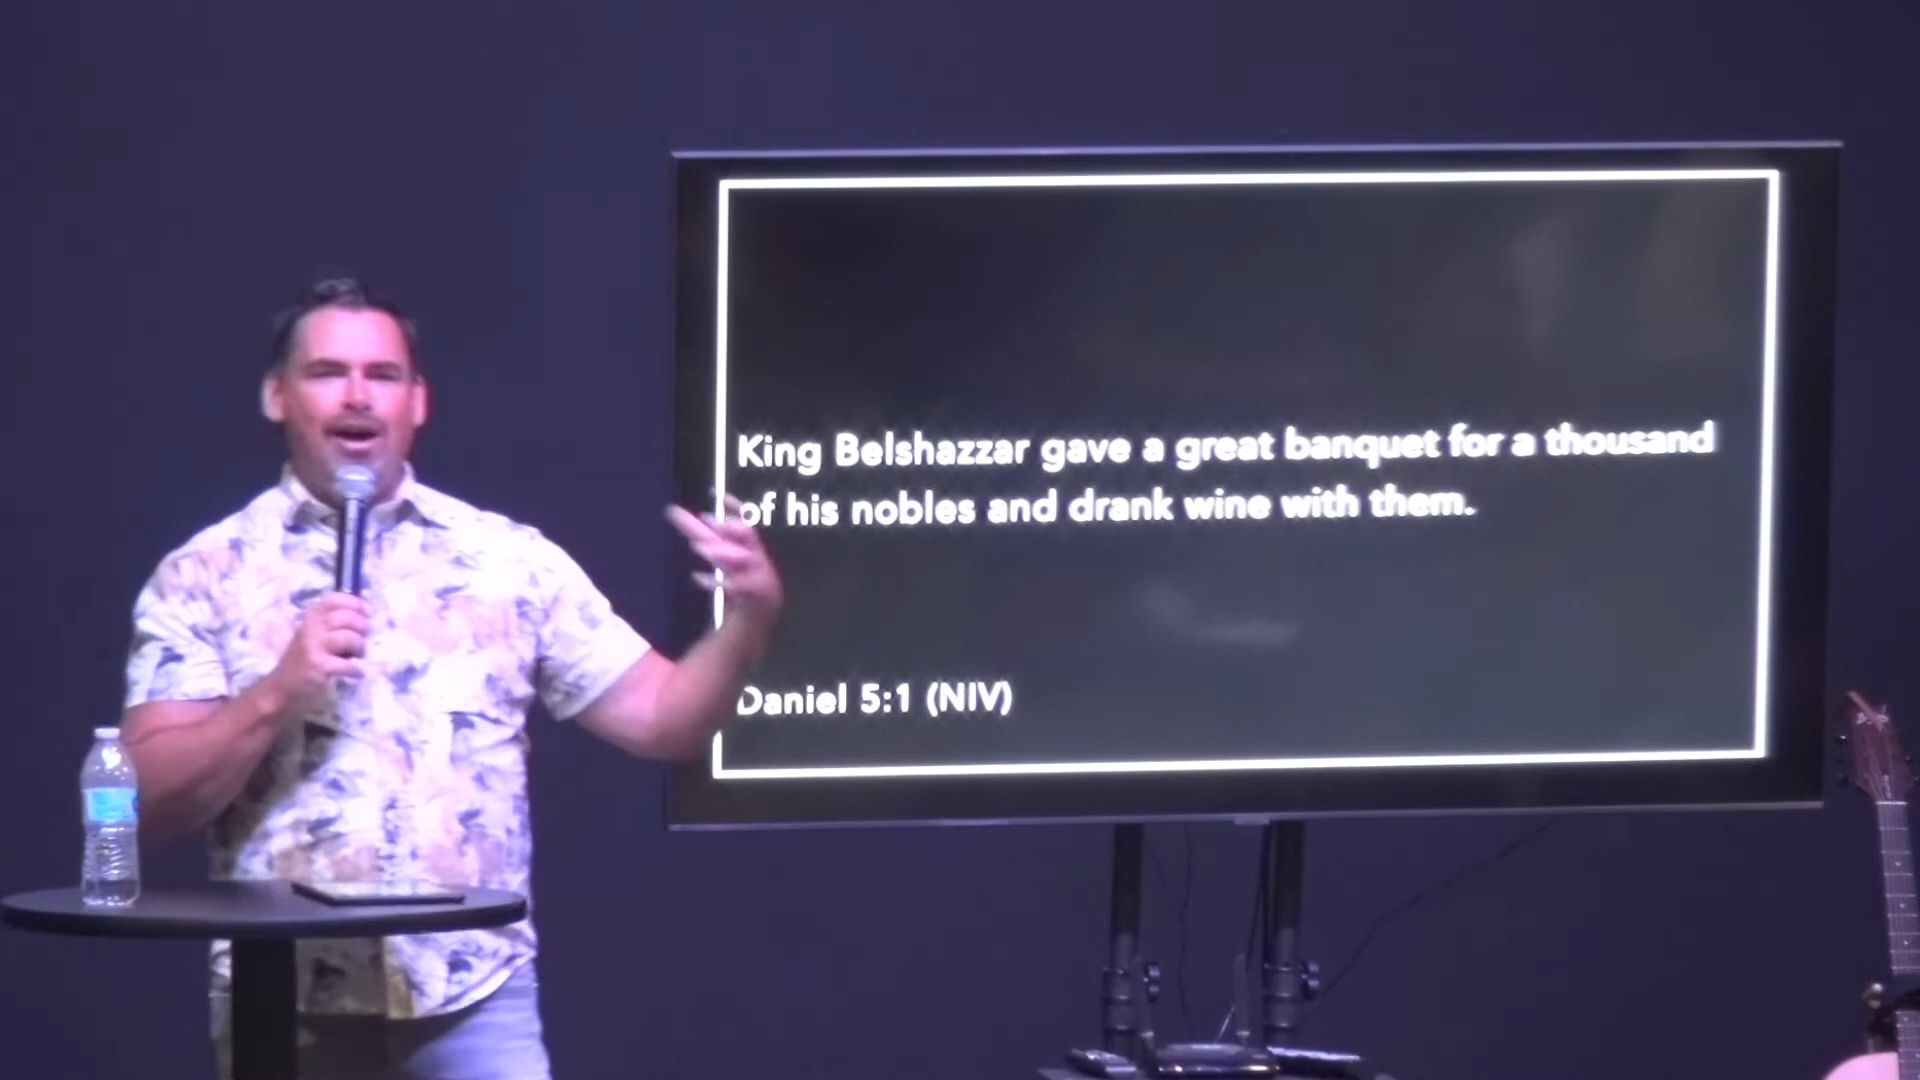 King Belshazzar gave a great banquet for a thousand
of his nobles and drank wine with them.
Daniel 5:1 (NIV)